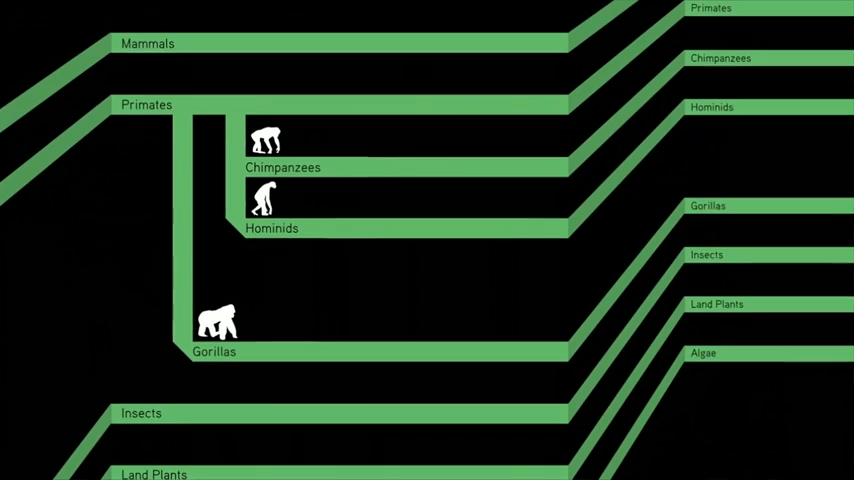 Mammals
Primates
Chimpanzees
Hominids
Gorillas
Insects
Land Plants
Primates
Chimpanzees
Hominids
Gorillas
Insects
Land Plants
Algae